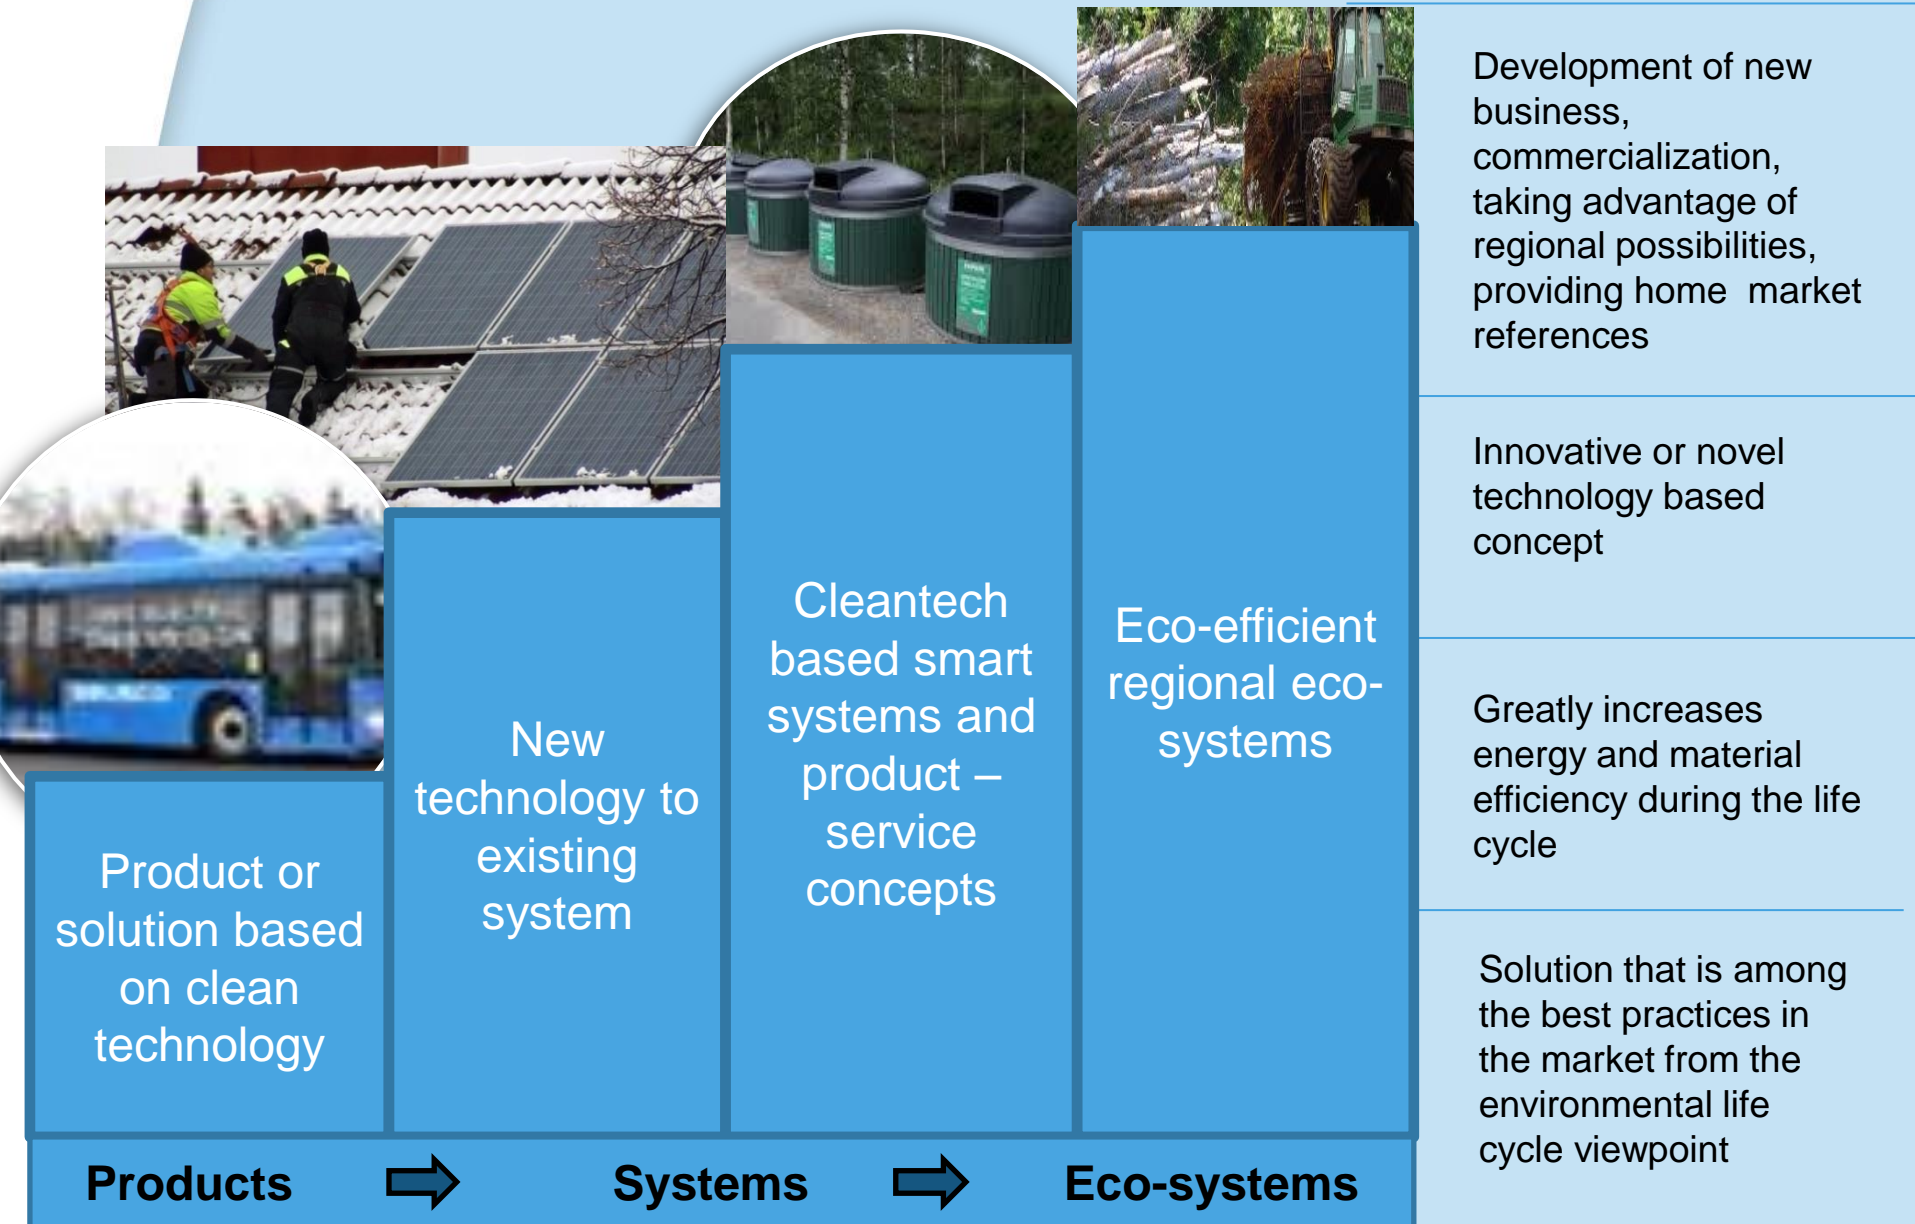 Product or
solution based
on clean
technology
New
technology to
existing
system
Cleantech
based smart
systems and
product –
service
concepts
Eco-efficient
regional eco-
systems
Products
Systems
Eco-systems
Development of new
business,
commercialization,
taking advantage of
regional possibilities,
providing home  market
references
Innovative or novel
technology based
concept
Greatly increases
energy and material
efficiency during the life
cycle
Solution that is among
the best practices in
the market from the
environmental life
cycle viewpoint